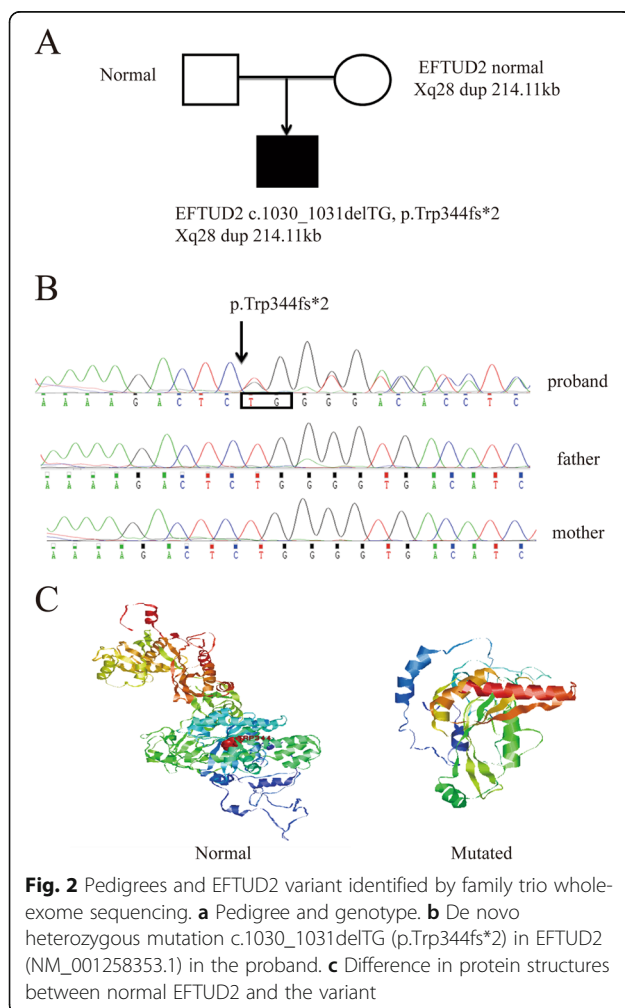 A
Normal
EFTUD2 normal
Xq28 dup 214.11kb
EFTUD2 c.1030_1031delTG, p.Trp344fs*2
Xq28 dup 214.11kb
B
p.Trp344fs*2
proband
A A A A G A C T C T G G G G A C A C C T C
father
A A A A G A C T C T G G G G T G A C A T C
mother
A A A A G A C T C T G G G G T G A C A T C
C
TRP344
Normal
Mutated
Fig. 2 Pedigrees and EFTUD2 variant identified by family trio whole-
exome sequencing. a Pedigree and genotype. b De novo
heterozygous mutation c.1030_1031delTG (p.Trp344fs*2) in EFTUD2
(NM_001258353.1) in the proband. c Difference in protein structures
between normal EFTUD2 and the variant